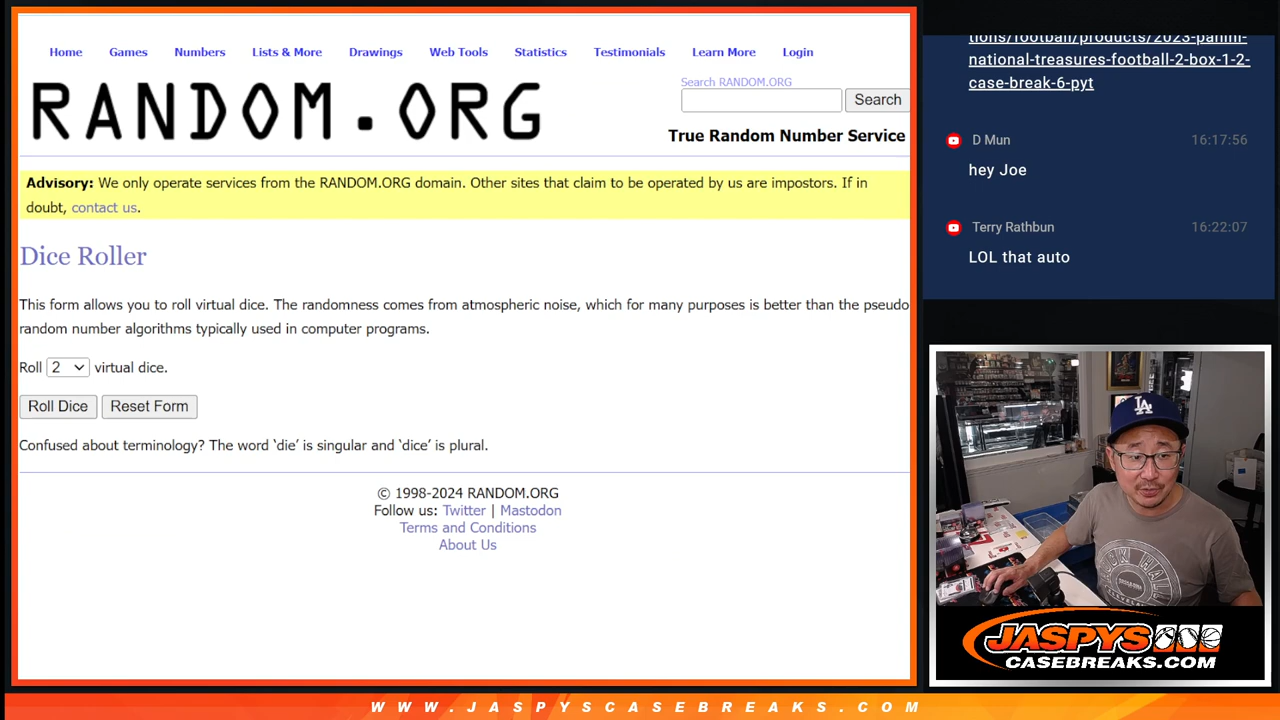 Home Games Numbers Lists & More Drawings Web Tools Statistics Testimonials Learn More Login
RANDOM.ORG
Search RANDOM.ORG
Search
True Random Number Service
Advisory: We only operate services from the RANDOM.ORG domain. Other sites that claim to be operated by us are impostors. If in
doubt, contact us.
Dice Roller
This form allows you to roll virtual dice. The randomness comes from atmospheric noise, which for many purposes is better than the pseudo
random number algorithms typically used in computer programs.
Roll 2 virtual dice.
Roll Dice Reset Form
Confused about terminology? The word ‘die’ is singular and ‘dice’ is plural.
© 1998-2024 RANDOM.ORG
Follow us: Twitter | Mastodon
Terms and Conditions
About Us
tions/football/products/2023-panini-
national-treasures-football-2-box-1-2-
case-break-6-pyt
D Mun 16:17:56
hey Joe
Terry Rathbun 16:22:07
LOL that auto
LA
JASPYS
CASEBREAKS.COM
WWW.JASPYSCASEBREAKS.COM